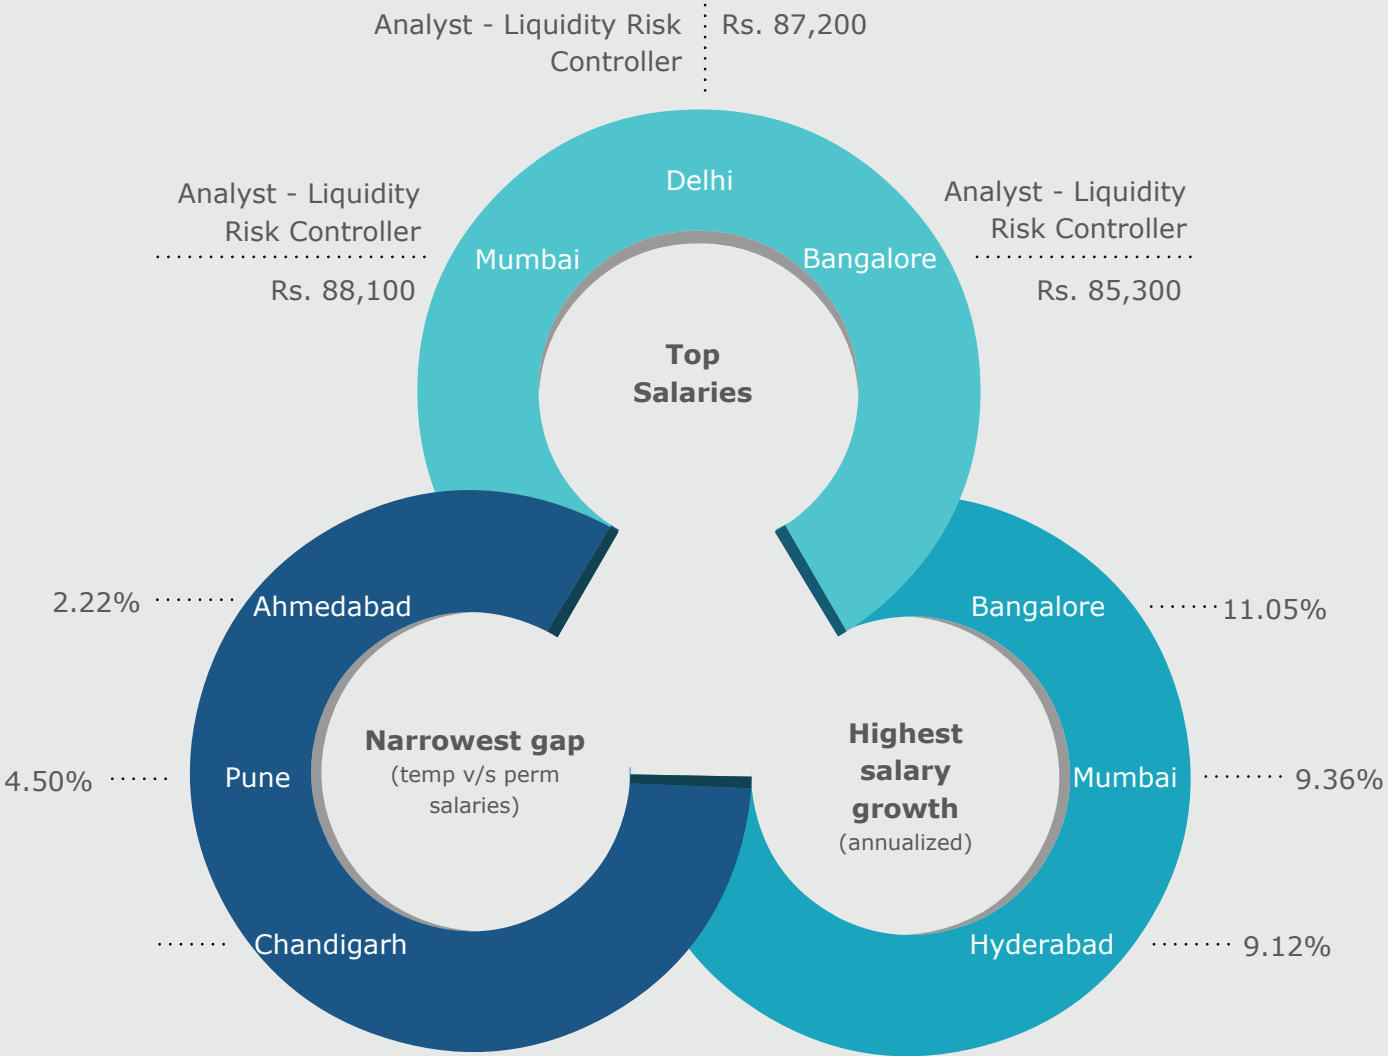 Analyst - Liquidity Risk
Controller
Rs. 87,200
Delhi
Analyst - Liquidity
Risk Controller
Rs. 88,100
Mumbai
Bangalore
Analyst - Liquidity
Risk Controller
Rs. 85,300
Top
Salaries
2.22%
Ahmedabad
4.50%
Pune
Chandigarh
Narrowest gap
(temp v/s perm
salaries)
Highest
salary
growth
(annualized)
Bangalore
11.05%
Mumbai
9.36%
Hyderabad
9.12%